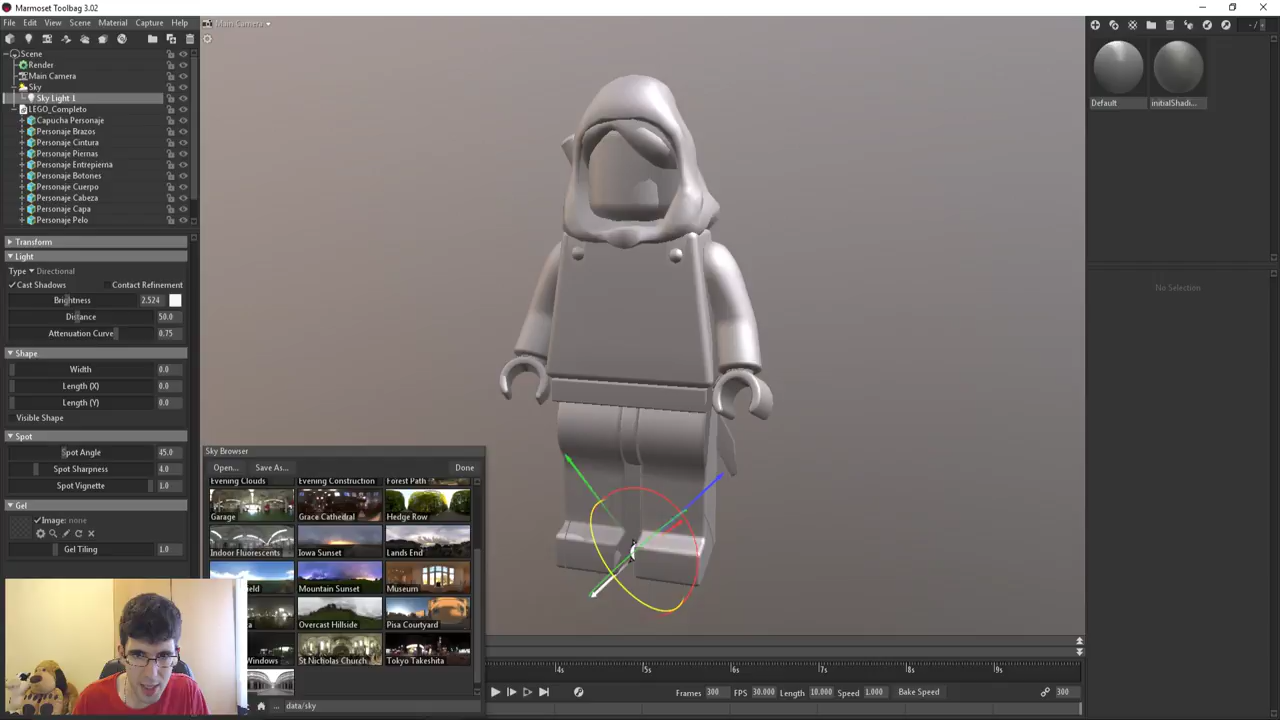 Marmoset Toolbag 3.02
File Edit View Scene Material Capture Help
Main Camera
Scene
Render
Main Camera
Sky
Sky Light 1
LEGO_Completo
Capucha Personaje
Personaje Brazos
Personaje Cintura
Personaje Piernas
Personaje Entrepierna
Personaje Botones
Personaje Cuerpo
Personaje Cabeza
Personaje Capa
Personaje Pelo
Default
initialShadi...
No Selection
Transform
Light
Type Directional
Cast Shadows Contact Refinement
Brightness 2.524
Distance 50.0
Attenuation Curve 0.75
Shape
Width 0.0
Length (X) 0.0
Length (Y) 0.0
Visible Shape
Spot
Spot Angle 45.0
Spot Sharpness 4.0
Spot Vignette 1.0
Gel
Image: none
Gel Tiling 1.0
Sky Browser
Open... Save As... Done
Evening Clouds Evening Construction Forest Path
Garage Grace Cathedral Hedge Row
Indoor Fluorescents Iowa Sunset Lands End
Mountain Sunset Museum
Overcast Hillside Pisa Courtyard
Windows St Nicholas Church Tokyo Takeshita
... data/sky
4s 5s 6s 7s 8s 9s
Frames 300 FPS 30.000 Length 10.000 Speed 1.000 Bake Speed 300